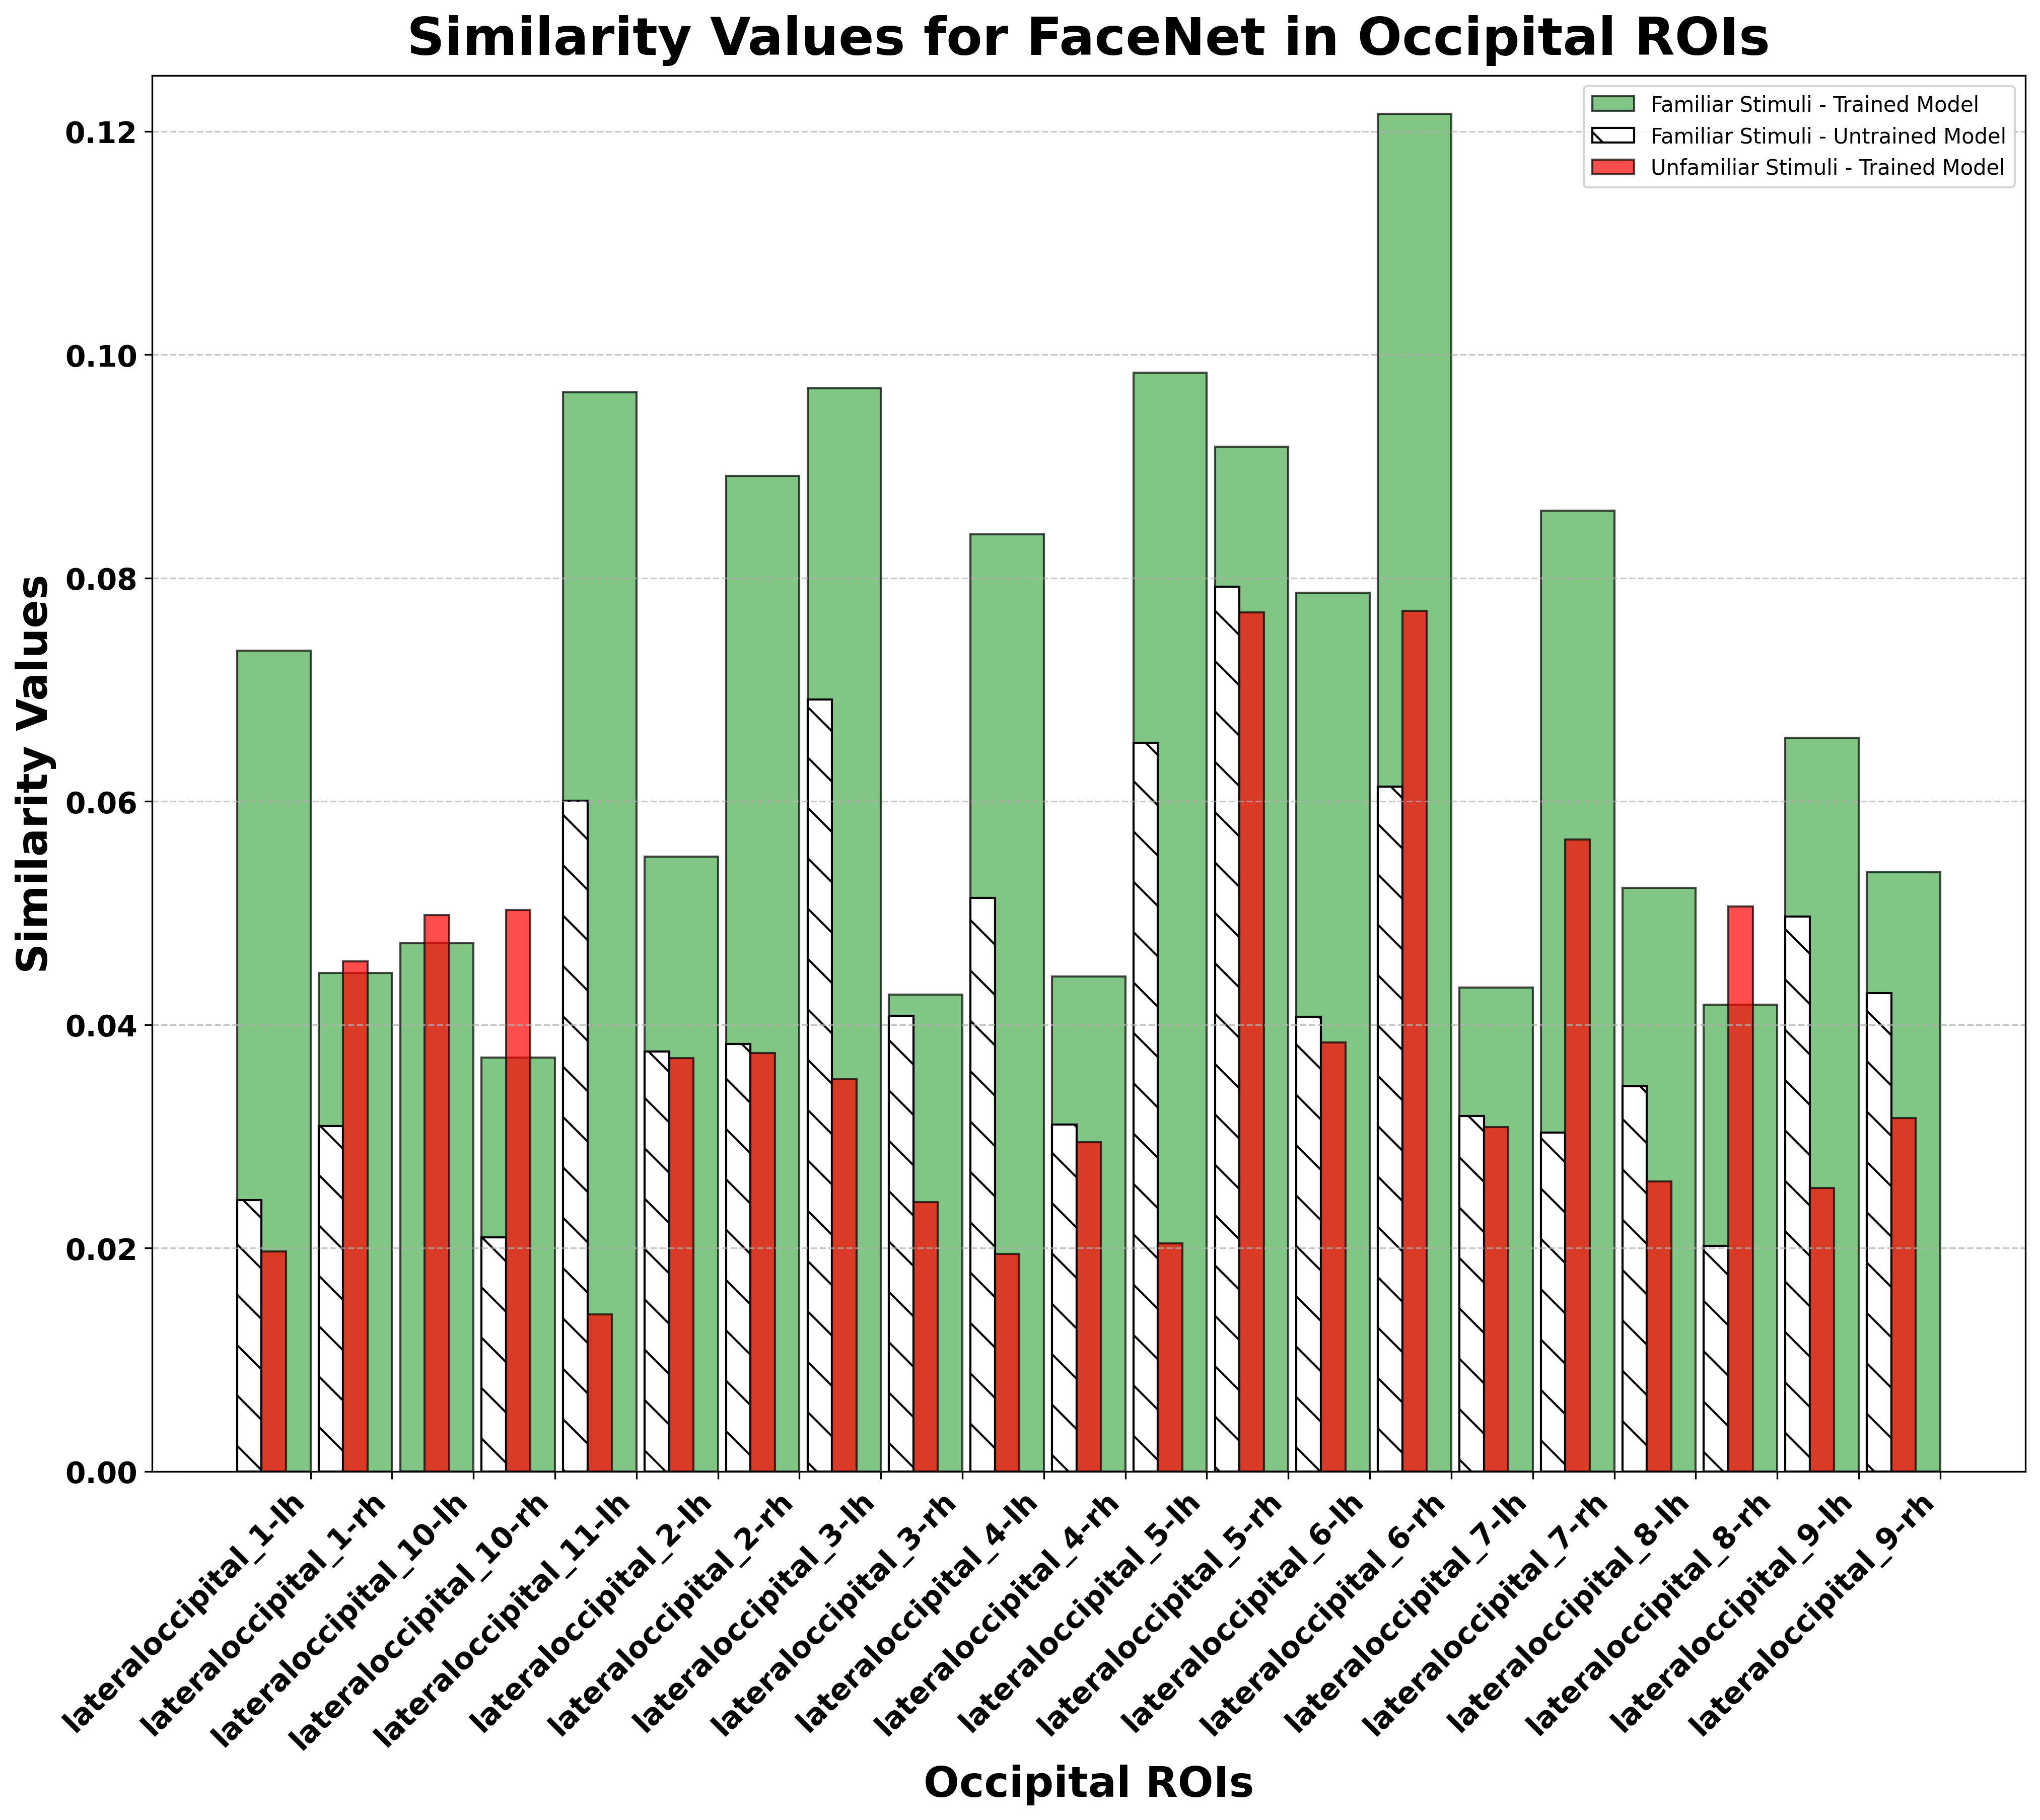 Similarity Values for FaceNet in Occipital ROIs
Familiar Stimuli - Trained Model
Familiar Stimuli - Untrained Model
Unfamiliar Stimuli - Trained Model
Similarity Values
0.12
0.10
0.08
0.06
0.04
0.02
0.00
lateraloccipital_1-lh
lateraloccipital_1-rh
lateraloccipital_10-lh
lateraloccipital_10-rh
lateraloccipital_11-lh
lateraloccipital_2-lh
lateraloccipital_2-rh
lateraloccipital_3-lh
lateraloccipital_3-rh
lateraloccipital_4-lh
lateraloccipital_4-rh
lateraloccipital_5-lh
lateraloccipital_5-rh
lateraloccipital_6-lh
lateraloccipital_6-rh
lateraloccipital_7-lh
lateraloccipital_7-rh
lateraloccipital_8-lh
lateraloccipital_8-rh
lateraloccipital_9-lh
lateraloccipital_9-rh
Occipital ROIs